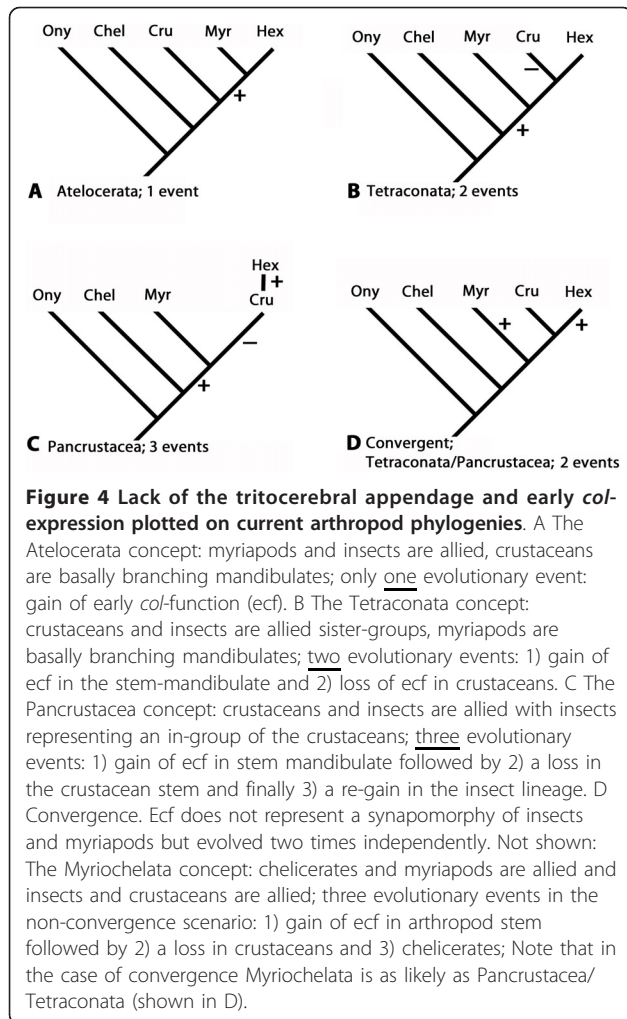 Ony Chel Cru Myr Hex
+
A Atelocerata; 1 event
Ony Chel Myr Cru Hex
−
+
B Tetraconata; 2 events
Hex
+
Ony Chel Myr Cru
−
+
C Pancrustacea; 3 events
Ony Chel Myr Cru Hex
+ +
D Convergent;
Tetraconata/Pancrustacea; 2 events
Figure 4 Lack of the tritocerebral appendage and early col-
expression plotted on current arthropod phylogenies. A The
Atelocerata concept: myriapods and insects are allied, crustaceans
are basally branching mandibulates; only one evolutionary event:
gain of early col-function (ecf). B The Tetraconata concept:
crustaceans and insects are allied sister-groups, myriapods are
basally branching mandibulates; two evolutionary events: 1) gain of
ecf in the stem-mandibulate and 2) loss of ecf in crustaceans. C The
Pancrustacea concept: crustaceans and insects are allied with insects
representing an in-group of the crustaceans; three evolutionary
events: 1) gain of ecf in stem mandibulate followed by 2) a loss in
the crustacean stem and finally 3) a re-gain in the insect lineage. D
Convergence. Ecf does not represent a synapomorphy of insects
and myriapods but evolved two times independently. Not shown:
The Myriochelata concept: chelicerates and myriapods are allied and
insects and crustaceans are allied; three evolutionary events in the
non-convergence scenario: 1) gain of ecf in arthropod stem
followed by 2) a loss in crustaceans and 3) chelicerates; Note that in
the case of convergence Myriochelata is as likely as Pancrustacea/
Tetraconata (shown in D).